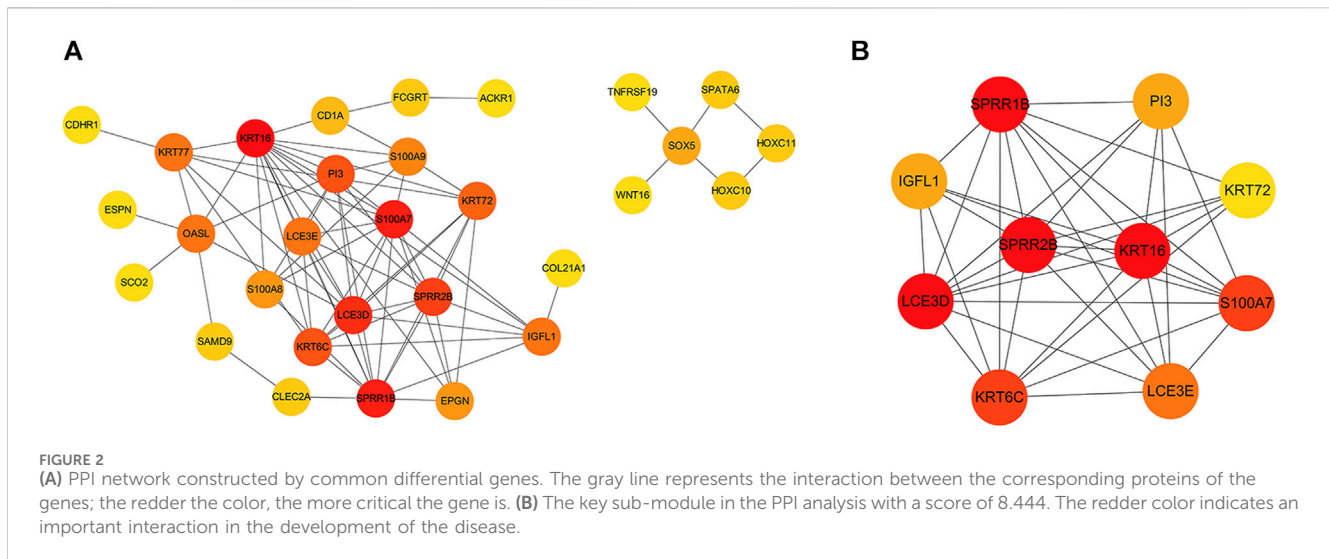 A
B
CDHR1
KRT77
KRT16
CD1A
FCGRT
ACKR1
S100A9
PI3
KRT72
ESPN
OASL
LCE3E
S100A7
SCO2
S100A8
SPRR2B
COL21A1
LCE3D
SAMD9
KRT6C
IGFL1
CLEC2A
SPRR1B
EPGN
TNFRSF19
SPATA6
SOX5
HOXC11
WNT16
HOXC10
SPRR1B
PI3
IGFL1
KRT72
SPRR2B
KRT16
LCE3D
S100A7
KRT6C
LCE3E
FIGURE 2
(A) PPI network constructed by common differential genes. The gray line represents the interaction between the corresponding proteins of the
genes; the redder the color, the more critical the gene is. (B) The key sub-module in the PPI analysis with a score of 8.444. The redder color indicates an
important interaction in the development of the disease.